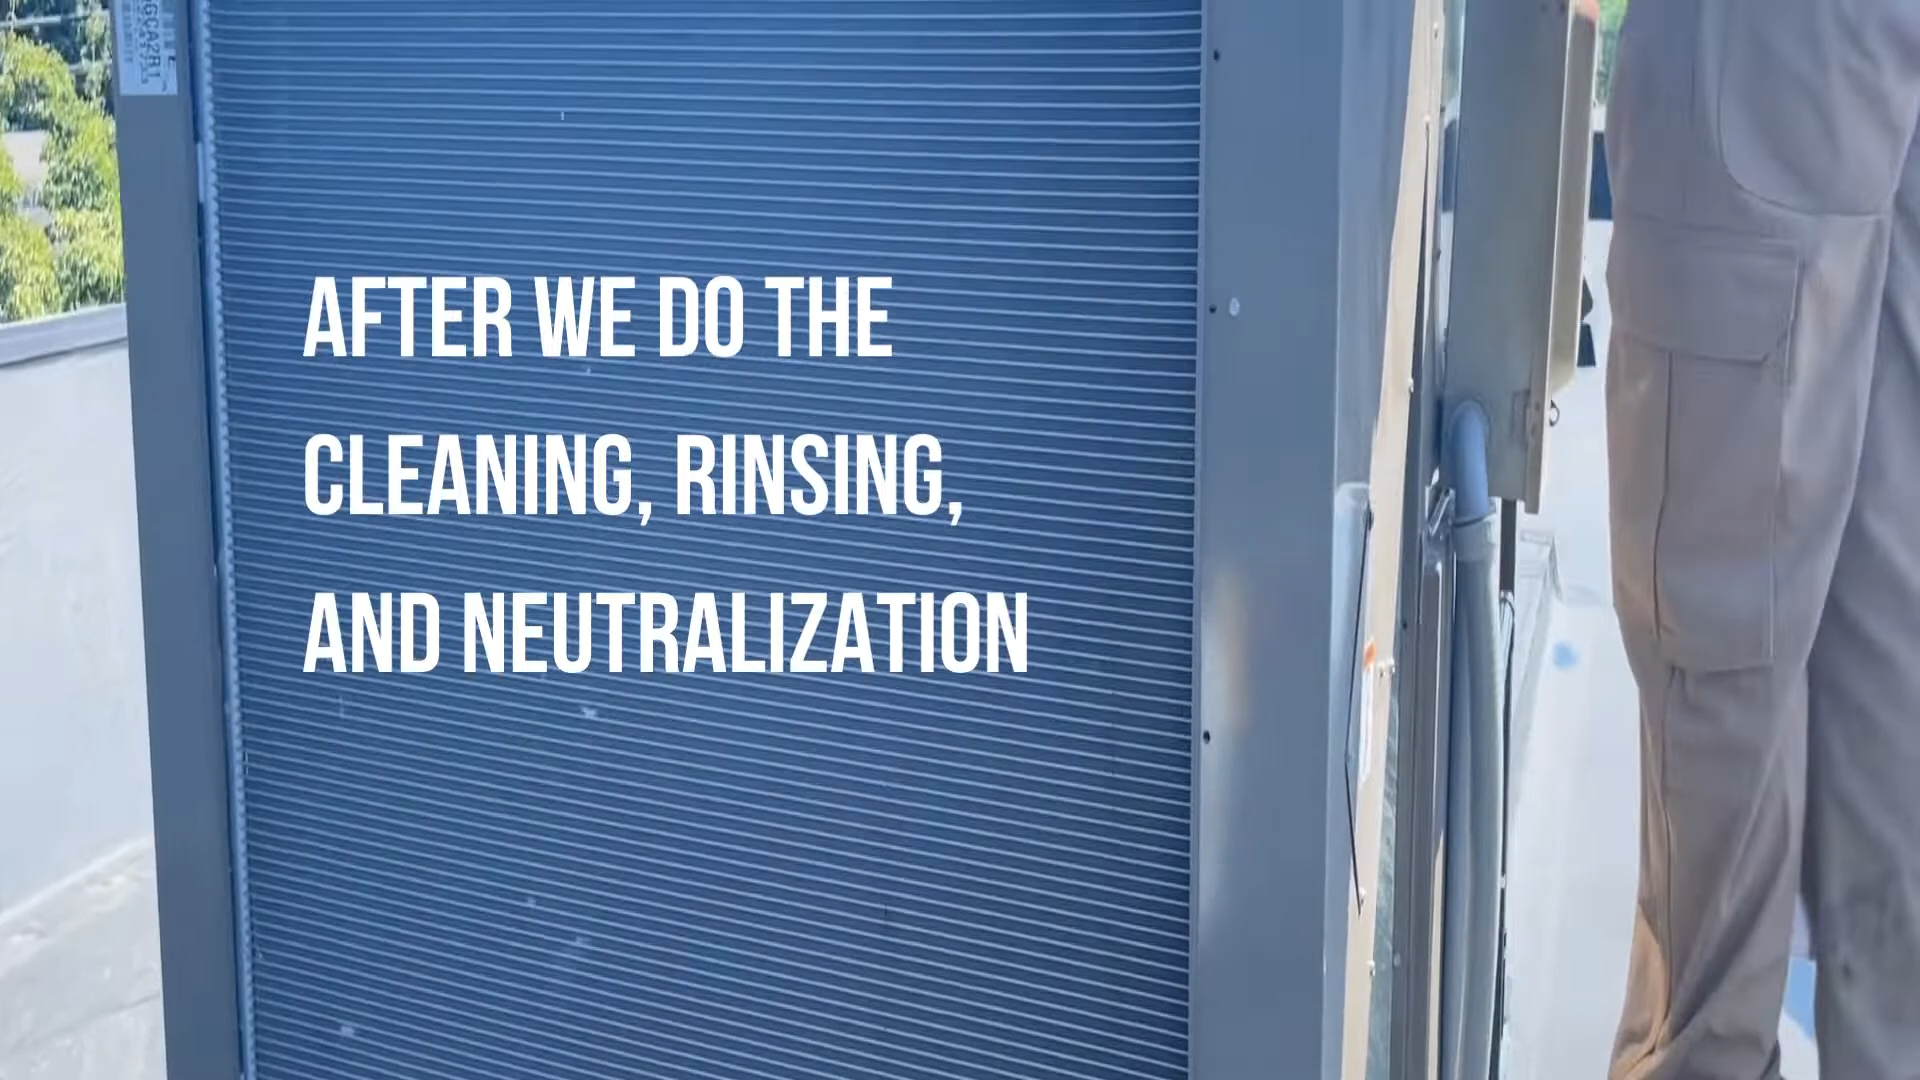 AFTER WE DO THE
CLEANING, RINSING,
AND NEUTRALIZATION